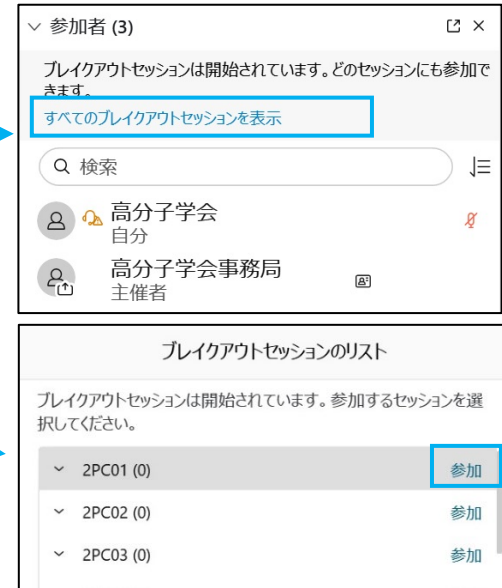 参加者 (3)
ブレイクアウトセッションは開始されています。どのセッションにも参加で
きます。
すべてのブレイクアウトセッションを表示
検索
高分子学会
自分
高分子学会事務局
主催者
ブレイクアウトセッションのリスト
ブレイクアウトセッションは開始されています。参加するセッションを選
択してください。
2PC01 (0) 参加
2PC02 (0) 参加
2PC03 (0) 参加